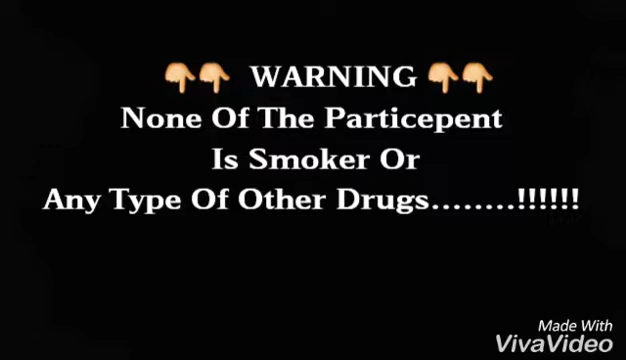 👇👇 WARNING 👇👇
None Of The Particepent
Is Smoker Or
Any Type Of Other Drugs........!!!!!!
Made With
VivaVideo